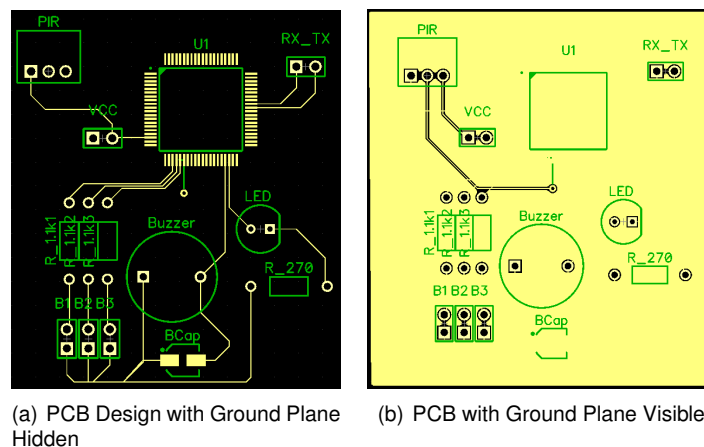 PIR
U1
RX_TX
VCC
LED
Buzzer
R_1.1k1
R_1.1k2
R_1.1k3
R_270
B1 B2 B3
BCap
PIR
U1
RX_TX
VCC
LED
Buzzer
R_1.1k1
R_1.1k2
R_1.1k3
R_270
B1 B2 B3
BCap
(a) PCB Design with Ground Plane
Hidden
(b) PCB with Ground Plane Visible